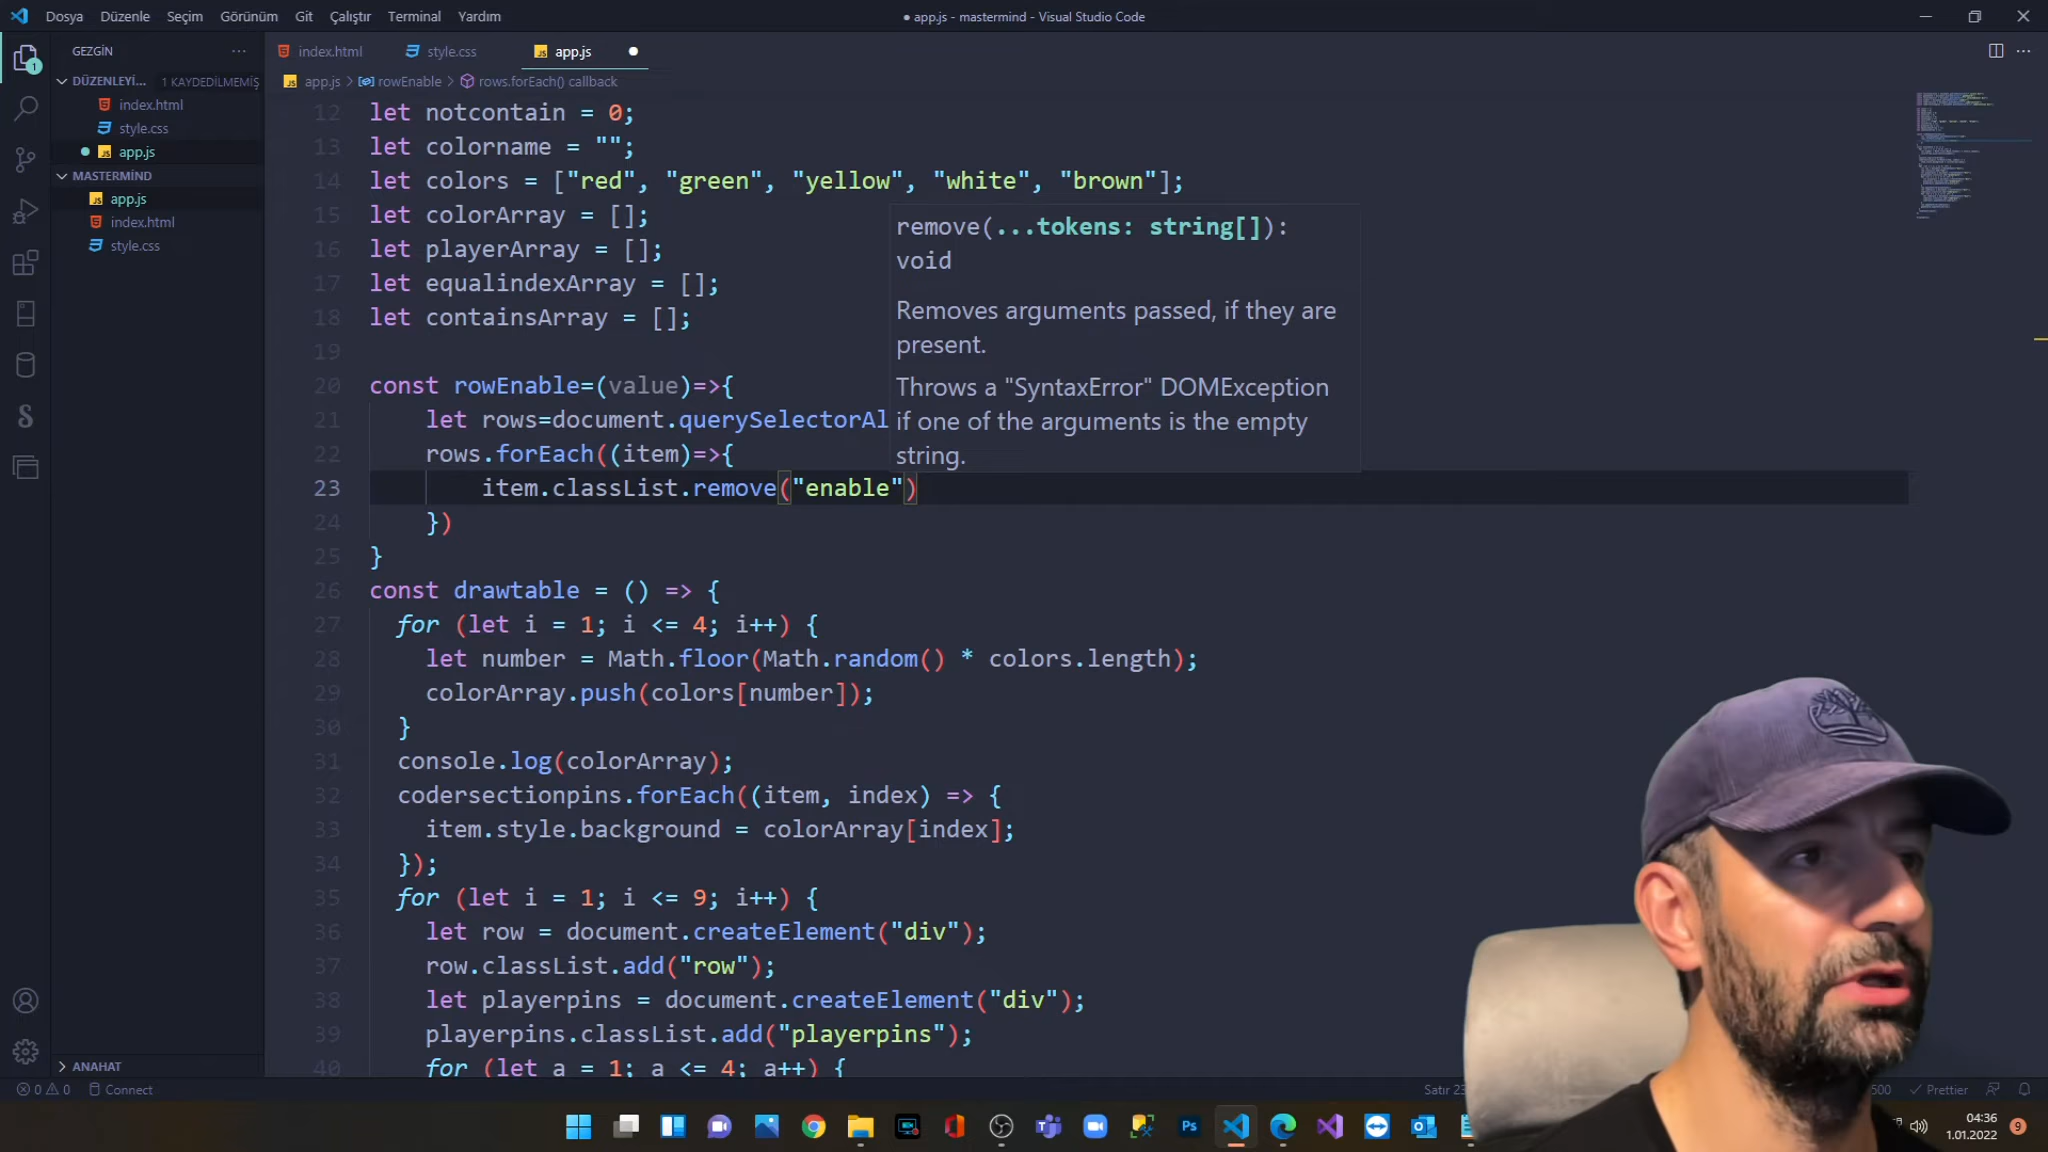 Dosya Düzenle Seçim Görünüm Git Çalıştır Terminal Yardım
● app.js - mastermind - Visual Studio Code
GEZGİN
index.html
style.css
app.js
app.js > rowEnable > rows.forEach() callback
DÜZENLEYİ... 1 KAYDEDİLMEMİŞ
index.html
style.css
app.js
MASTERMİND
app.js
index.html
style.css
12 let notcontain = 0;
13 let colorname = "";
14 let colors = ["red", "green", "yellow", "white", "brown"];
15 let colorArray = [];
16 let playerArray = [];
17 let equalindexArray = [];
18 let containsArray = [];
19
20 const rowEnable=(value)=>{
21 let rows=document.querySelectorAl
22 rows.forEach((item)=>{
23 item.classList.remove("enable")
24 })
25 }
26 const drawtable = () => {
27 for (let i = 1; i <= 4; i++) {
28 let number = Math.floor(Math.random() * colors.length);
29 colorArray.push(colors[number]);
30 }
31 console.log(colorArray);
32 codersectionpins.forEach((item, index) => {
33 item.style.background = colorArray[index];
34 });
35 for (let i = 1; i <= 9; i++) {
36 let row = document.createElement("div");
37 row.classList.add("row");
38 let playerpins = document.createElement("div");
39 playerpins.classList.add("playerpins");
40 for (let a = 1; a <= 4; a++) {
remove(...tokens: string[]):
void
Removes arguments passed, if they are
present.
Throws a "SyntaxError" DOMException
if one of the arguments is the empty
string.
ANAHAT
0 0 Connect
Satır 23
Prettier
1
Ps
04:36
1.01.2022
9